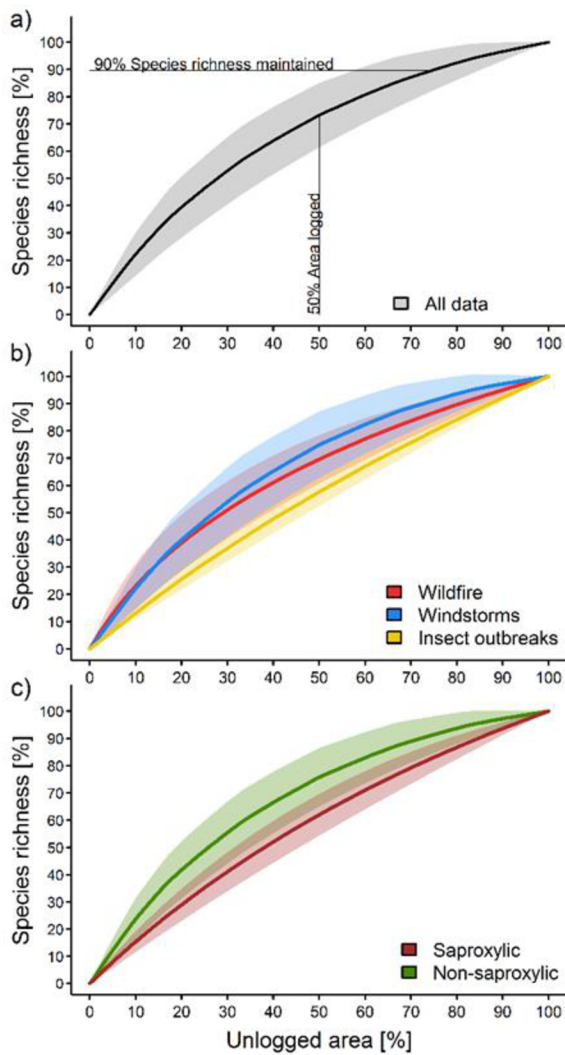 a)
Species richness [%]
100
90
80
70
60
50
40
30
20
10
0
90% Species richness maintained
50% Area logged
All data
0 10 20 30 40 50 60 70 80 90 100
b)
Species richness [%]
100
90
80
70
60
50
40
30
20
10
0
Wildfire
Windstorms
Insect outbreaks
0 10 20 30 40 50 60 70 80 90 100
c)
Species richness [%]
100
90
80
70
60
50
40
30
20
10
0
Saproxylic
Non-saproxylic
0 10 20 30 40 50 60 70 80 90 100
Unlogged area [%]